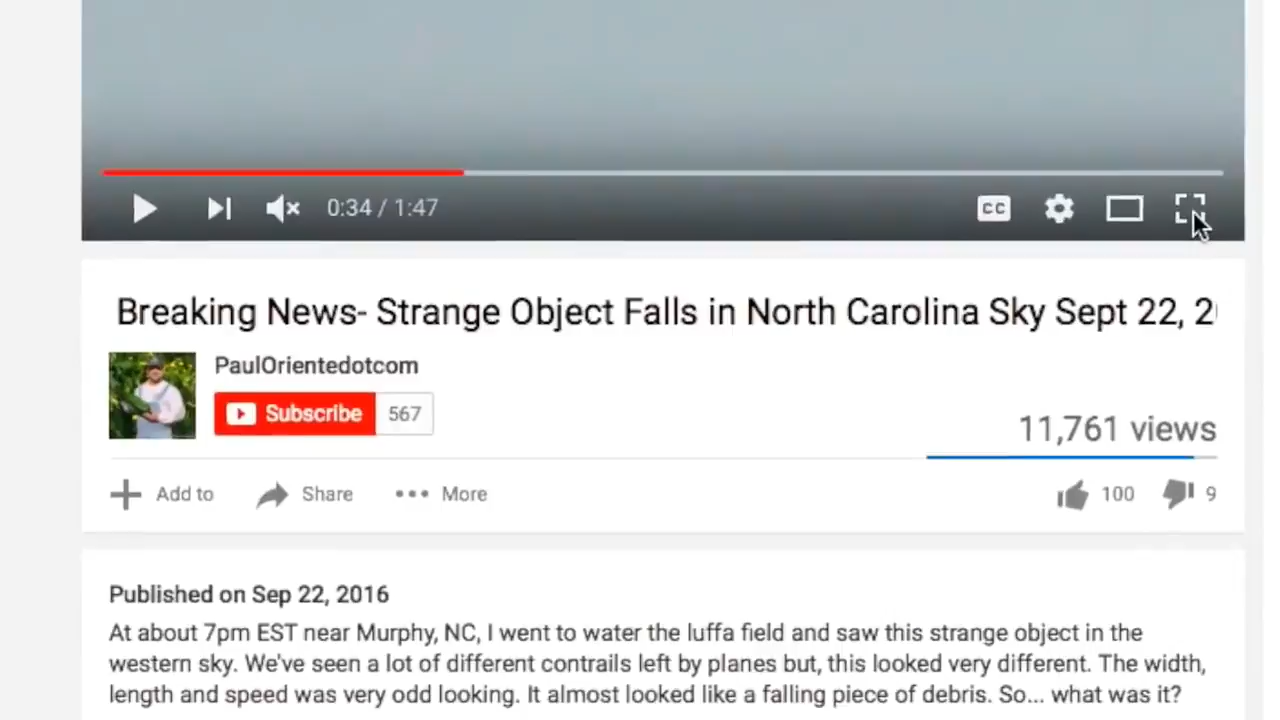 0:34 / 1:47
CC
Breaking News- Strange Object Falls in North Carolina Sky Sept 22, 2
PaulOrientedotcom
Subscribe 567
11,761 views
Add to Share More 100 9
Published on Sep 22, 2016
At about 7pm EST near Murphy, NC, I went to water the luffa field and saw this strange object in the
western sky. We've seen a lot of different contrails left by planes but, this looked very different. The width,
length and speed was very odd looking. It almost looked like a falling piece of debris. So... what was it?